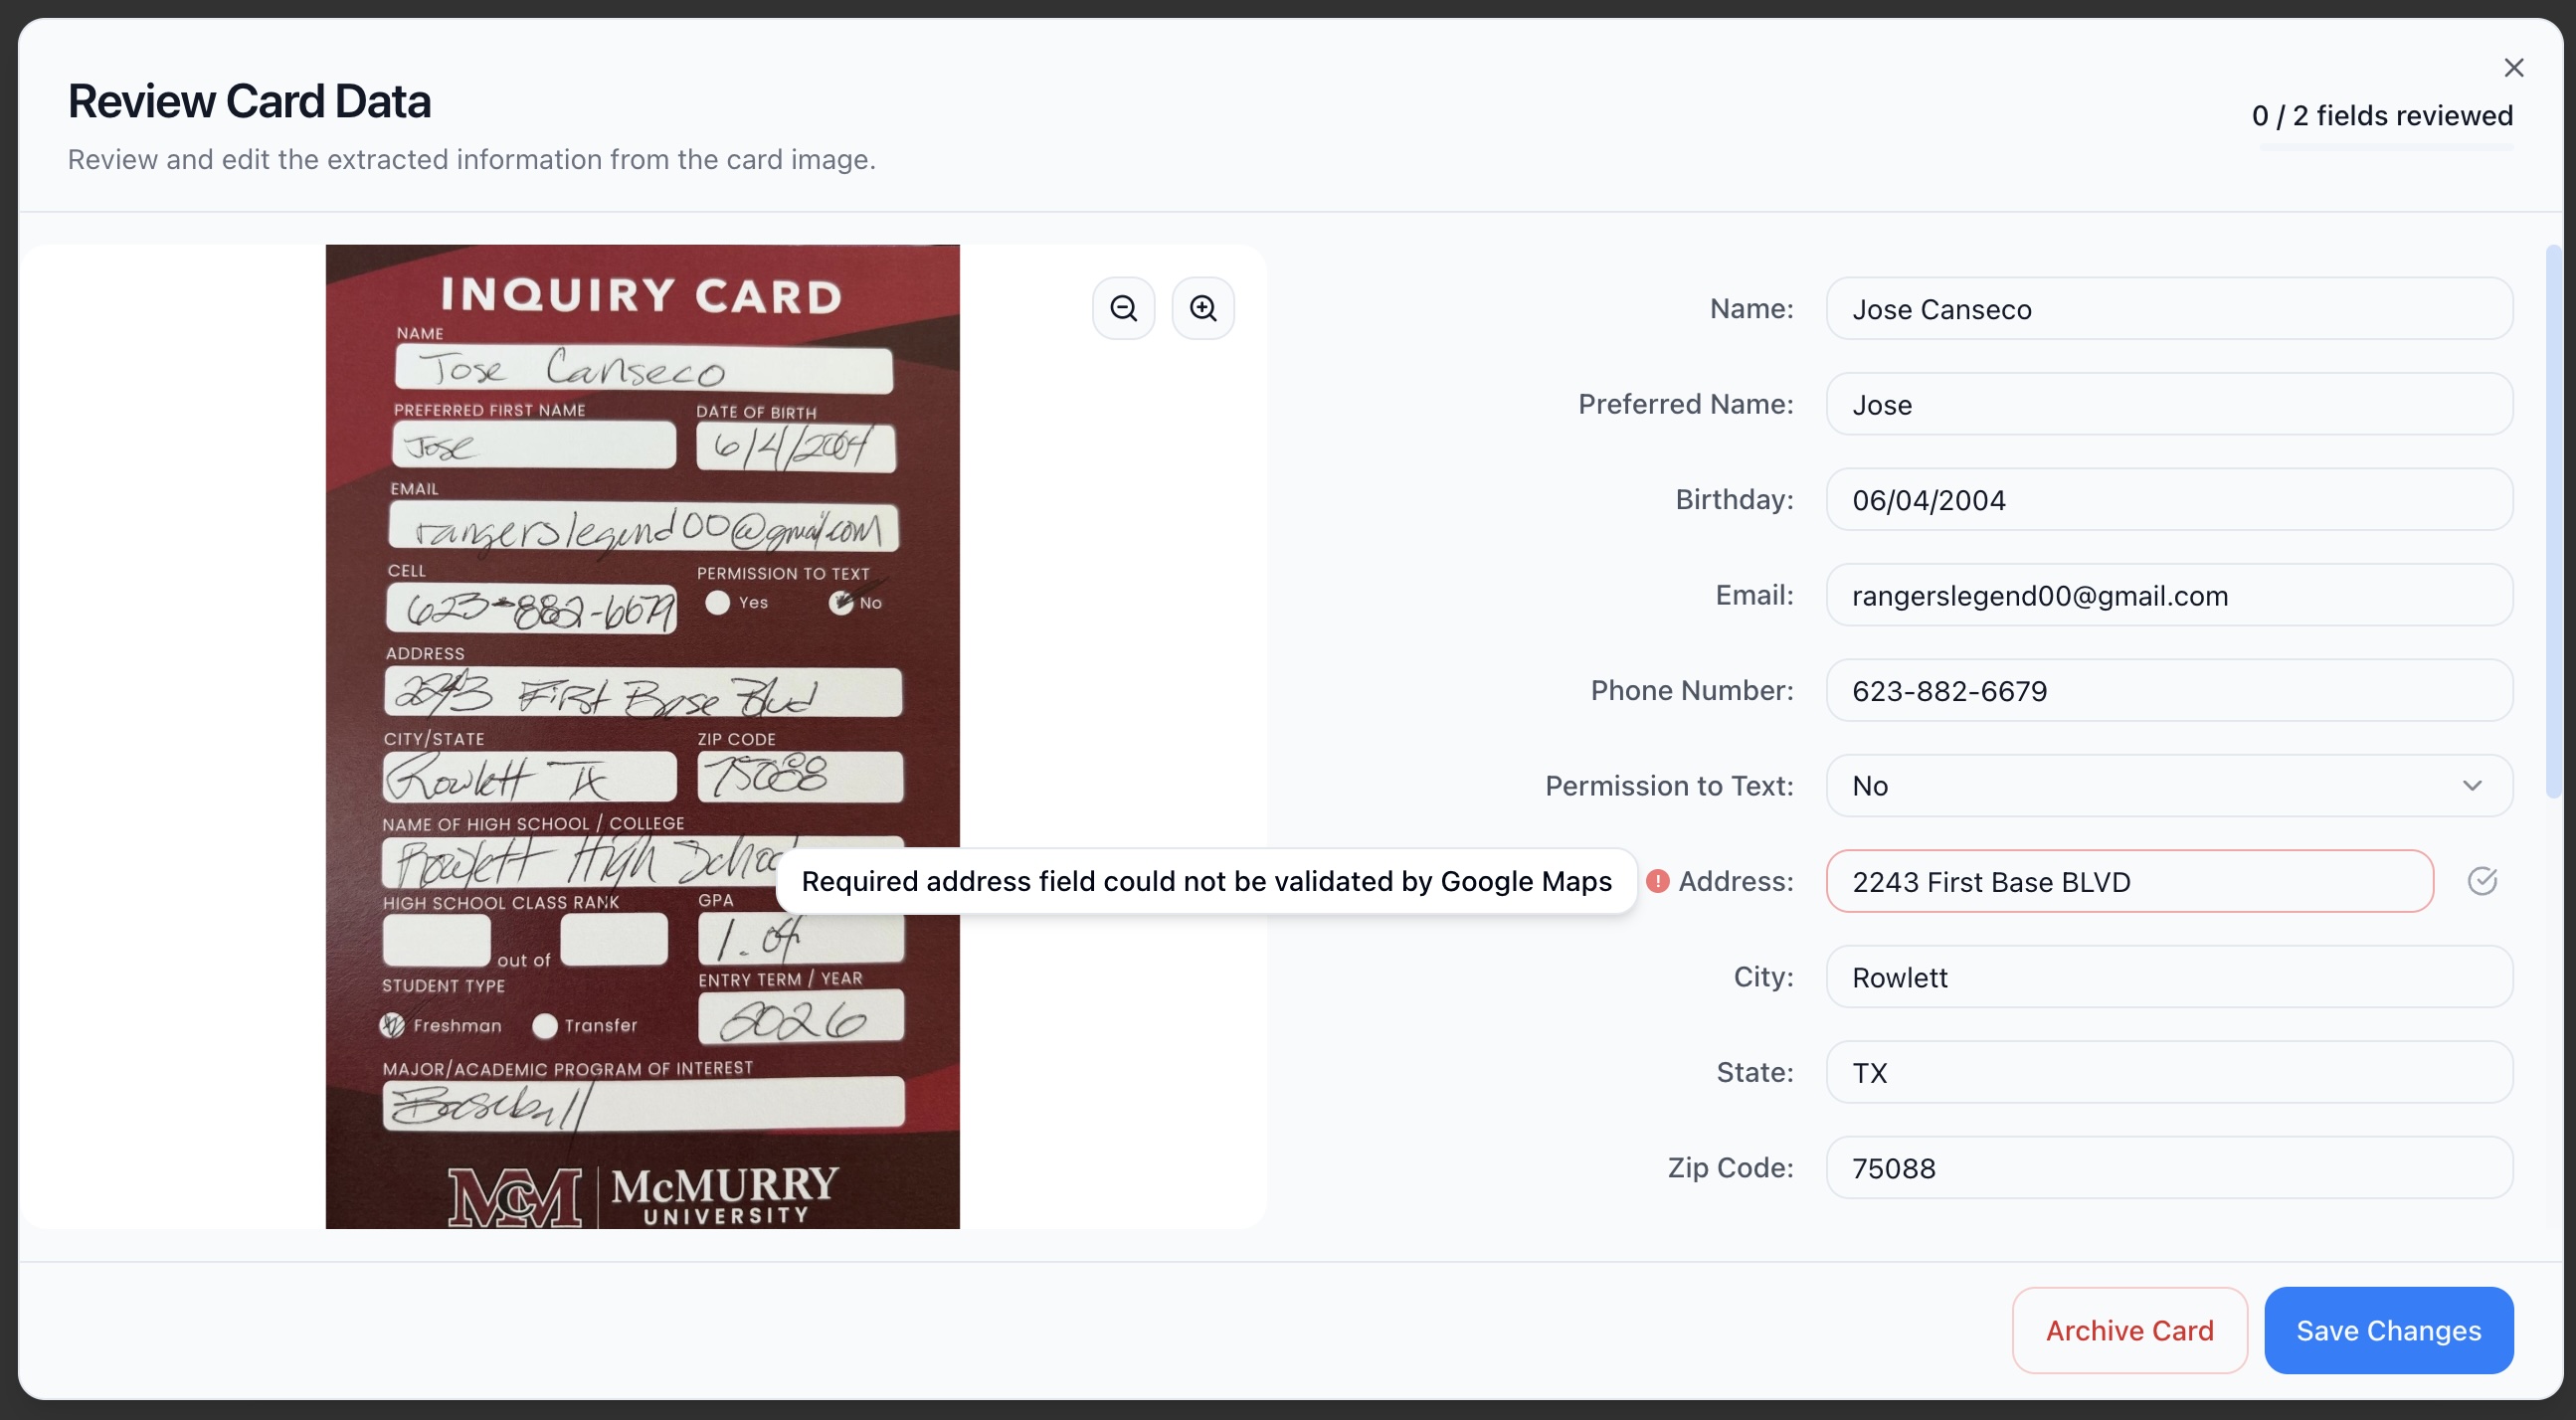 Review Card Data
0 / 2 fields reviewed
Review and edit the extracted information from the card image.
INQUIRY CARD
NAME
Jose Canseco
PREFERRED FIRST NAME DATE OF BIRTH
Jose 6/4/2004
EMAIL
rangerslegend00@gmail.com
CELL PERMISSION TO TEXT
623-882-6679 Yes No
ADDRESS
2243 First Base Blvd
CITY/STATE ZIP CODE
Rowlett TX 75088
NAME OF HIGH SCHOOL / COLLEGE
Rowlett High School
HIGH SCHOOL CLASS RANK GPA
out of 1.04
STUDENT TYPE ENTRY TERM / YEAR
Freshman Transfer 2026
MAJOR/ACADEMIC PROGRAM OF INTEREST
Baseball
MCM McMURRY
UNIVERSITY
Name: Jose Canseco
Preferred Name: Jose
Birthday: 06/04/2004
Email: rangerslegend00@gmail.com
Phone Number: 623-882-6679
Permission to Text: No
Required address field could not be validated by Google Maps
Address: 2243 First Base BLVD
City: Rowlett
State: TX
Zip Code: 75088
Archive Card
Save Changes